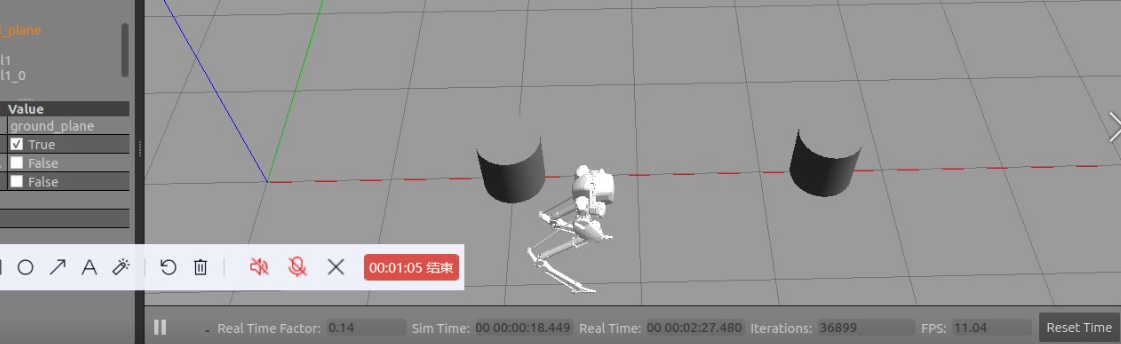 _plane
l1
l1_0
Value
ground_plane
True
False
False
A
00:01:05 结束
Real Time Factor: 0.14 Sim Time: 00 00:00:18.449 Real Time: 00 00:02:27.480 Iterations: 36899 FPS: 11.04 Reset Time